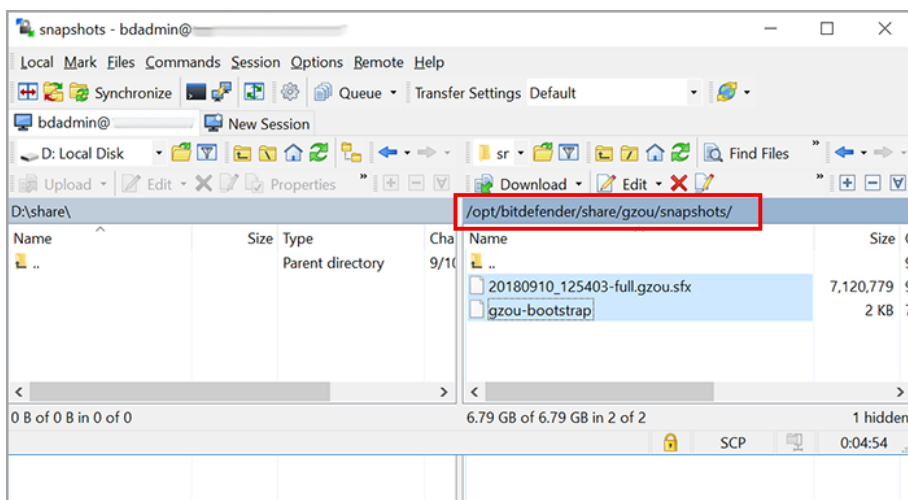 snapshots - bdadmin@
Local Mark Files Commands Session Options Remote Help
Synchronize Queue Transfer Settings Default
bdadmin@ New Session
D: Local Disk sr Find Files
Upload Edit Properties Download Edit
D:\share\ /opt/bitdefender/share/gzou/snapshots/
Name Size Type Cha Name Size
.. Parent directory 9/10 ..
20180910_125403-full.gzou.sfx 7,120,779
gzou-bootstrap 2 KB
0 B of 0 B in 0 of 0 6.79 GB of 6.79 GB in 2 of 2 1 hidden
SCP 0:04:54